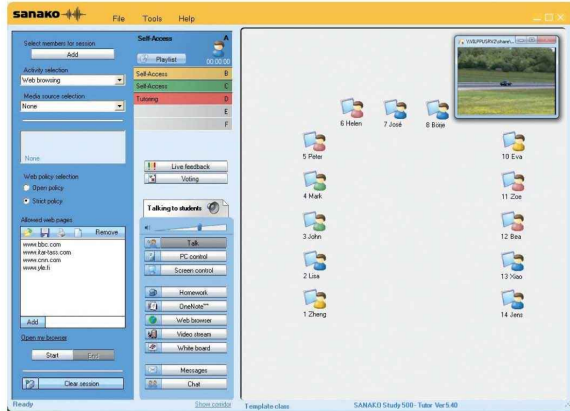 sanako
File Tools Help
Select members for session
Add
Activity selection
Web browsing
Media source selection
None
None
Web policy selection
Open policy
Strict policy
Allowed web pages
Remove
www.bbc.com
www.itar-tass.com
www.cnn.com
www.yle.fi
Add
Open my browser
Start End
Clear session
Ready
Self-Access A
Playlist 00:00:00
Self-Access B
Self-Access C
Tutoring D
E
F
Live feedback
Voting
Talking to students
Talk
PC control
Screen control
Homework
OneNote™
Web browser
Video stream
White board
Messages
Chat
Show corridor
6 Helen
7 José
8 Börje
5 Peter
10 Eva
4 Mark
11 Zoe
3 John
12 Bea
2 Lisa
13 Xiao
1 Zheng
14 Jens
Template class
SANAKO Study 500 - Tutor Ver 5.40